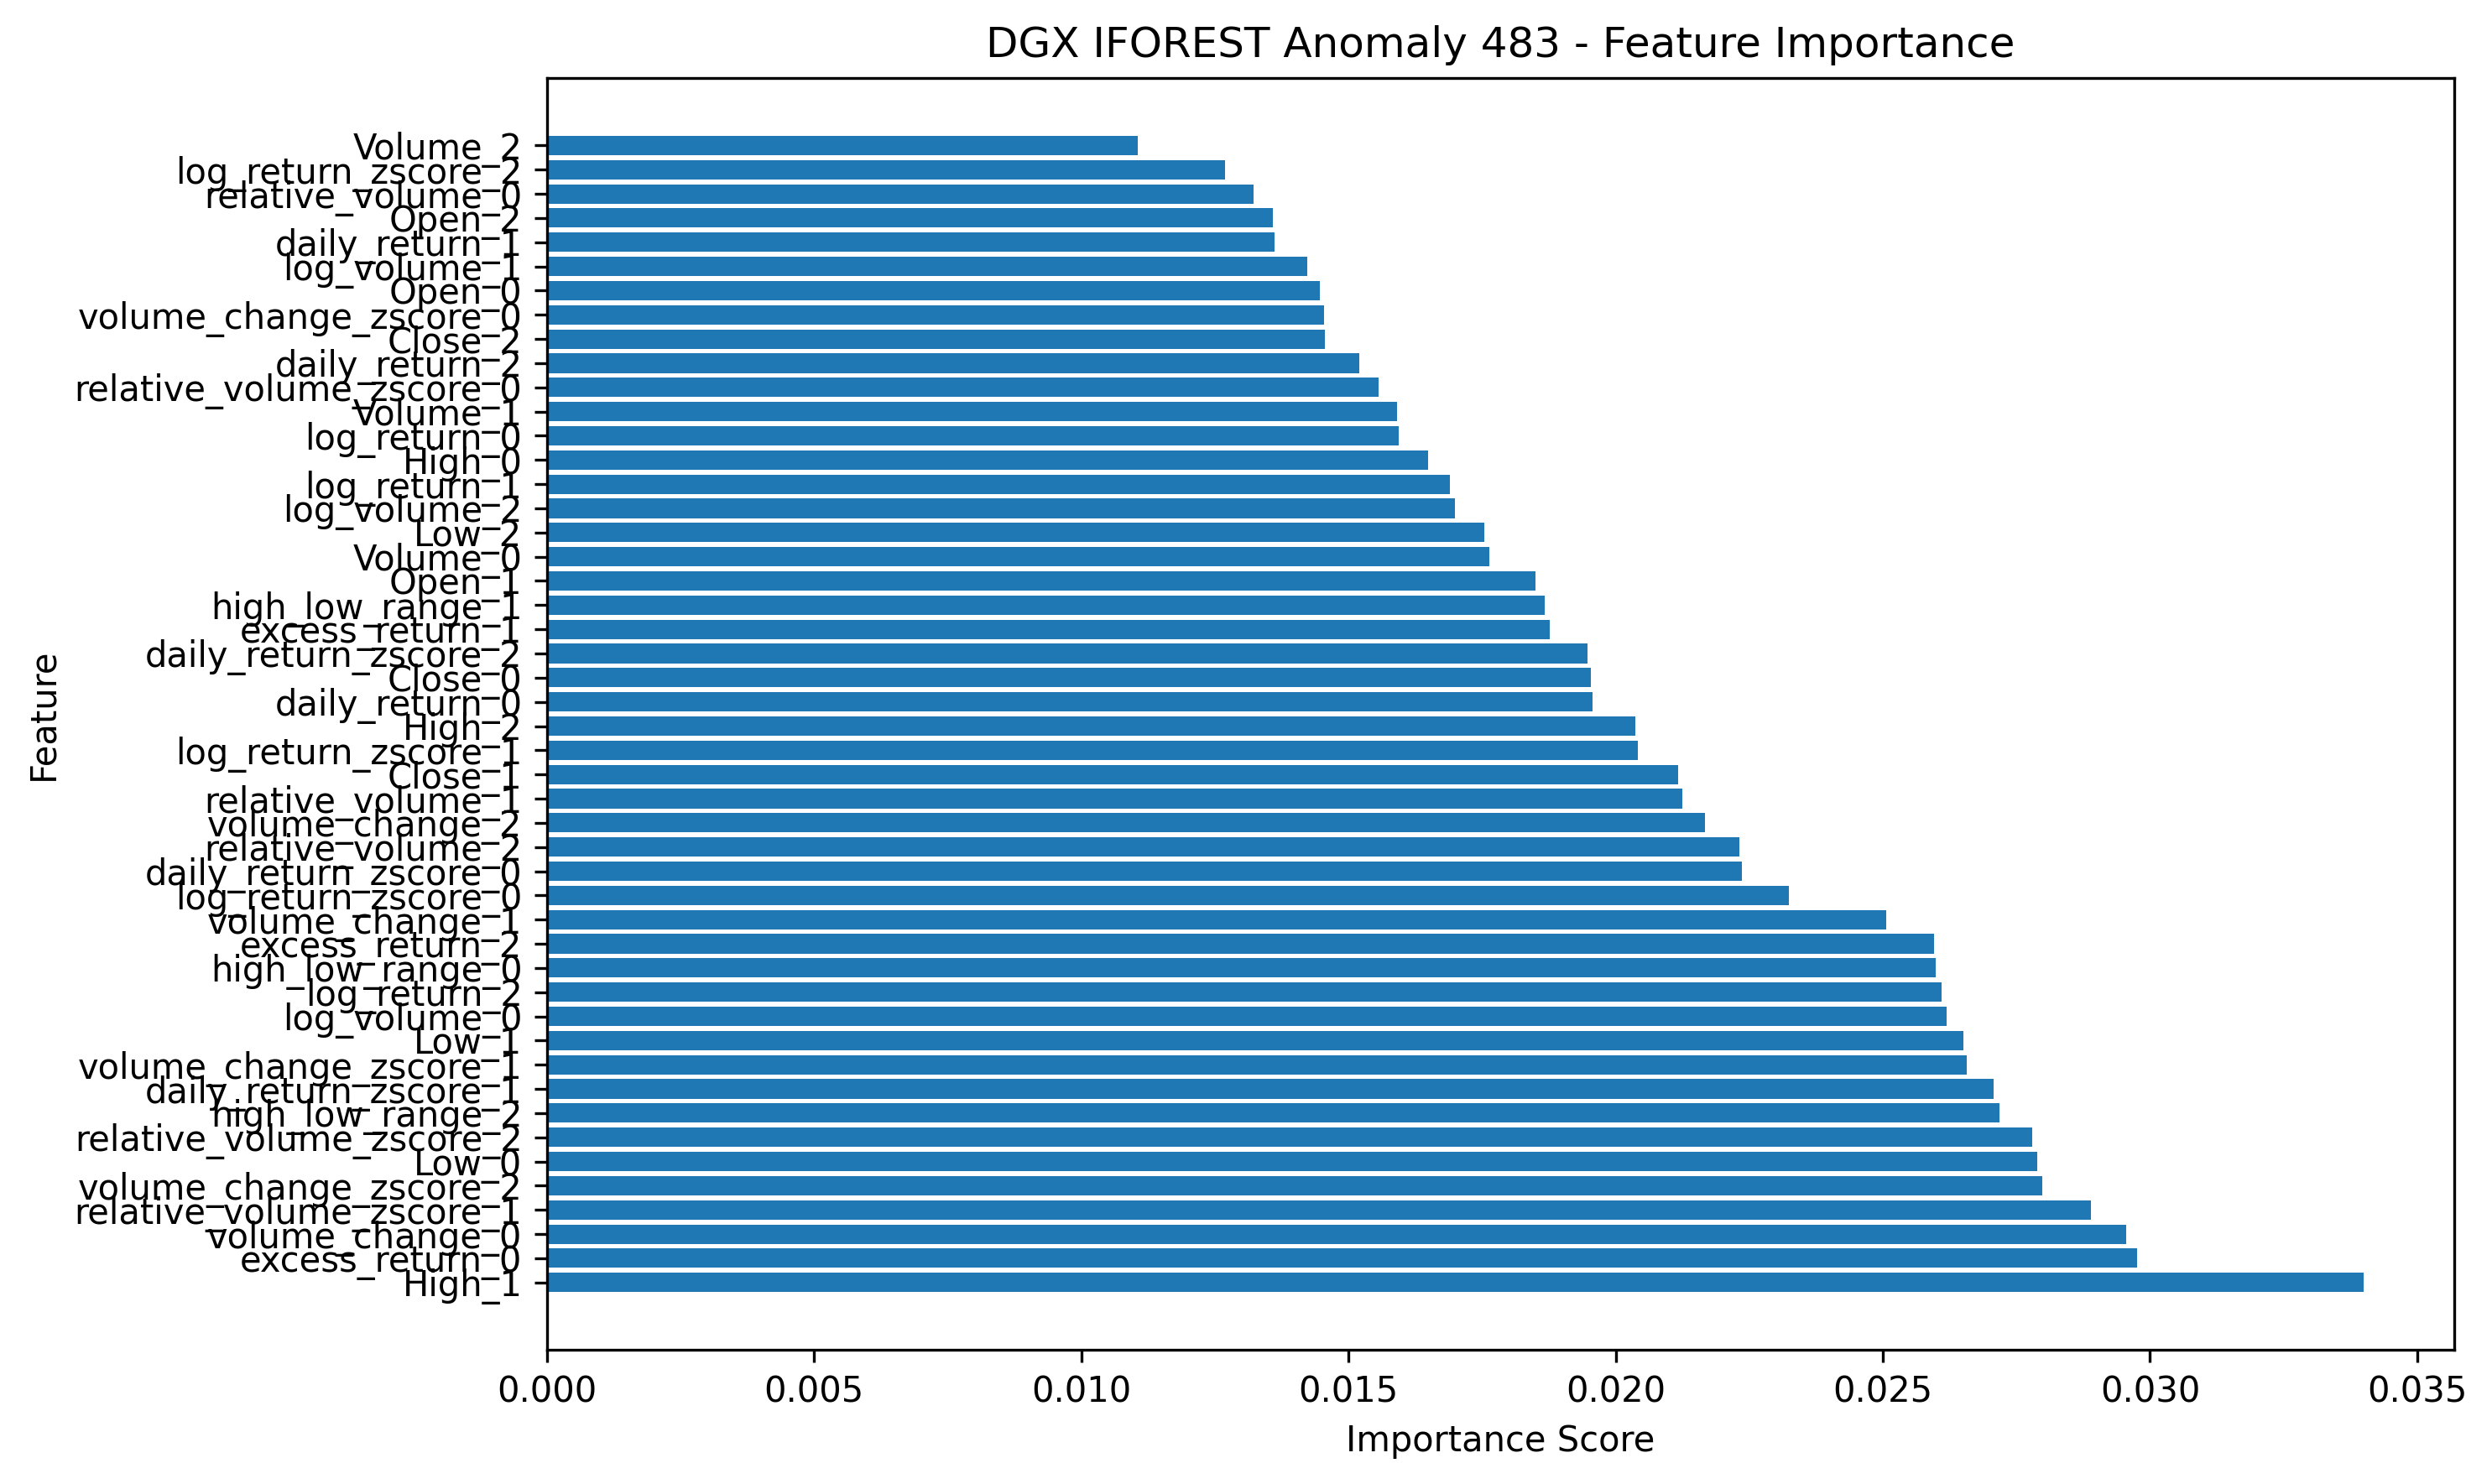 DGX IFOREST Anomaly 483 - Feature Importance
Volume_2
log_return_zscore_2
relative_volume_0
Open_2
daily_return_1
log_volume_1
Open_0
volume_change_zscore_0
Close_2
daily_return_2
relative_volume_zscore_0
Volume_1
log_return_0
High_0
log_return_1
log_volume_2
Low_2
Volume_0
Open_1
high_low_range_1
excess_return_1
daily_return_zscore_2
Close_0
daily_return_0
High_2
log_return_zscore_1
Close_1
relative_volume_1
volume_change_2
relative_volume_2
daily_return_zscore_0
log_return_zscore_0
volume_change_1
excess_return_2
high_low_range_0
log_return_2
log_volume_0
Low_1
volume_change_zscore_1
daily_return_zscore_1
high_low_range_2
relative_volume_zscore_2
Low_0
volume_change_zscore_2
relative_volume_zscore_1
volume_change_0
excess_return_0
High_1
Feature
0.000 0.005 0.010 0.015 0.020 0.025 0.030 0.035
Importance Score